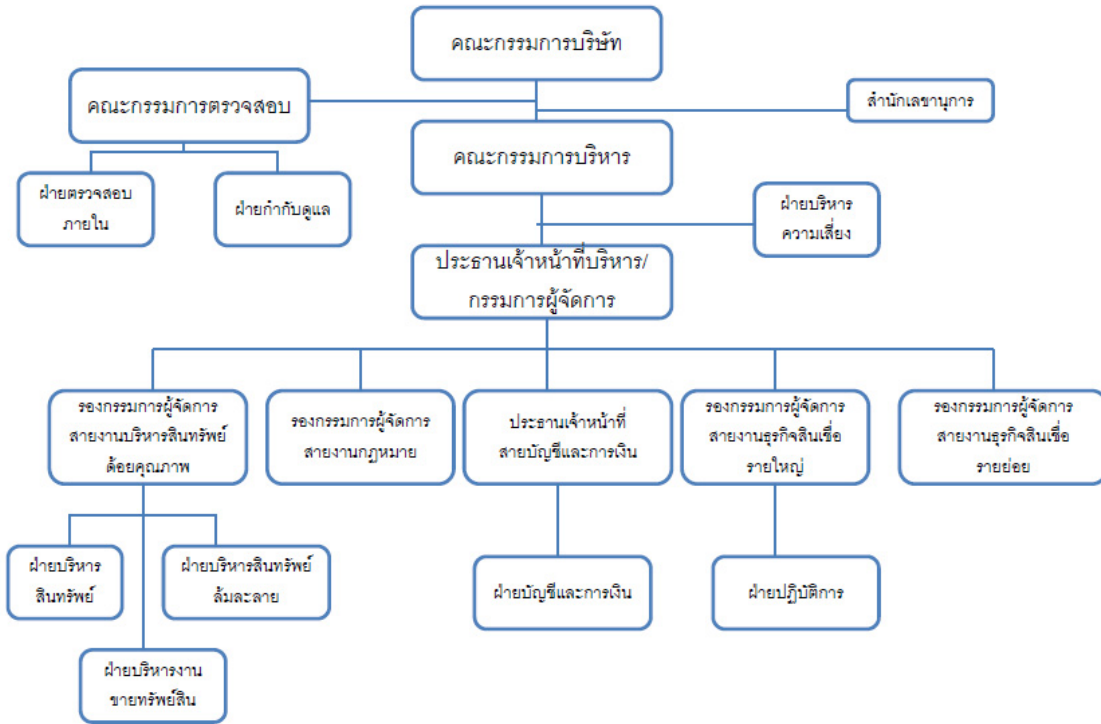 คณะกรรมการบริษัท
คณะกรรมการตรวจสอบ
สำนักเลขานุการ
คณะกรรมการบริหาร
ฝ่ายตรวจสอบ
ภายใน
ฝ่ายกำกับดูแล
ฝ่ายบริหาร
ความเสี่ยง
ประธานเจ้าหน้าที่บริหาร/
กรรมการผู้จัดการ
รองกรรมการผู้จัดการ
สายงานบริหารสินทรัพย์
ด้อยคุณภาพ
รองกรรมการผู้จัดการ
สายงานกฎหมาย
ประธานเจ้าหน้าที่
สายบัญชีและการเงิน
รองกรรมการผู้จัดการ
สายงานธุรกิจสินเชื่อ
รายใหญ่
รองกรรมการผู้จัดการ
สายงานธุรกิจสินเชื่อ
รายย่อย
ฝ่ายบริหาร
สินทรัพย์
ฝ่ายบริหารสินทรัพย์
ล้มละลาย
ฝ่ายบัญชีและการเงิน
ฝ่ายปฏิบัติการ
ฝ่ายบริหารงาน
ขายทรัพย์สิน